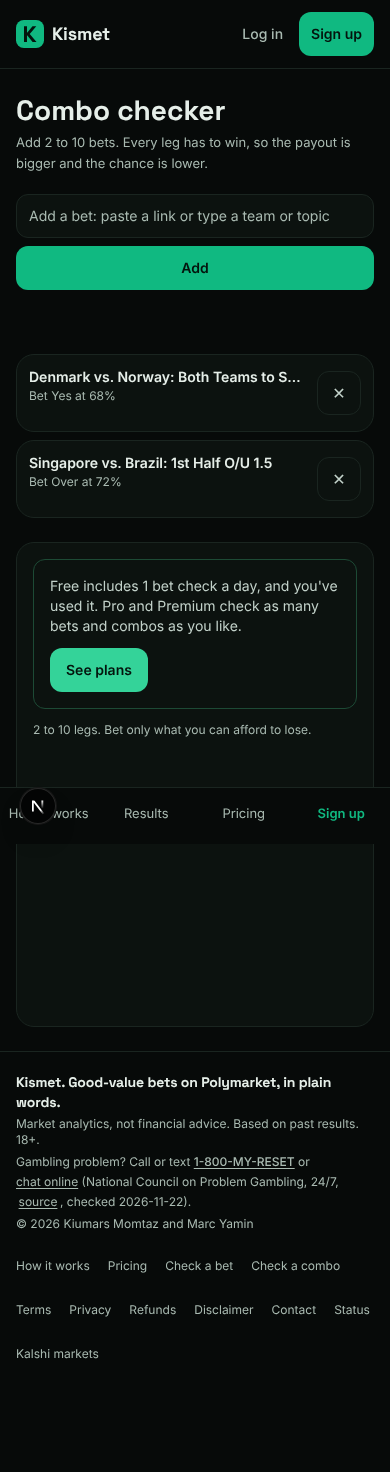 Kismet
Log in
Sign up
Combo checker
Add 2 to 10 bets. Every leg has to win, so the payout is
bigger and the chance is lower.
Add a bet: paste a link or type a team or topic
Add
Denmark vs. Norway: Both Teams to S...
Bet Yes at 68%
✕
Singapore vs. Brazil: 1st Half O/U 1.5
Bet Over at 72%
✕
Free includes 1 bet check a day, and you've
used it. Pro and Premium check as many
bets and combos as you like.
See plans
2 to 10 legs. Bet only what you can afford to lose.
works
Results
Pricing
Sign up
Kismet. Good-value bets on Polymarket, in plain
words.
Market analytics, not financial advice. Based on past results.
18+.
Gambling problem? Call or text 1-800-MY-RESET or
chat online (National Council on Problem Gambling, 24/7,
source , checked 2026-11-22).
© 2026 Kiumars Momtaz and Marc Yamin
How it works Pricing Check a bet Check a combo
Terms Privacy Refunds Disclaimer Contact Status
Kalshi markets